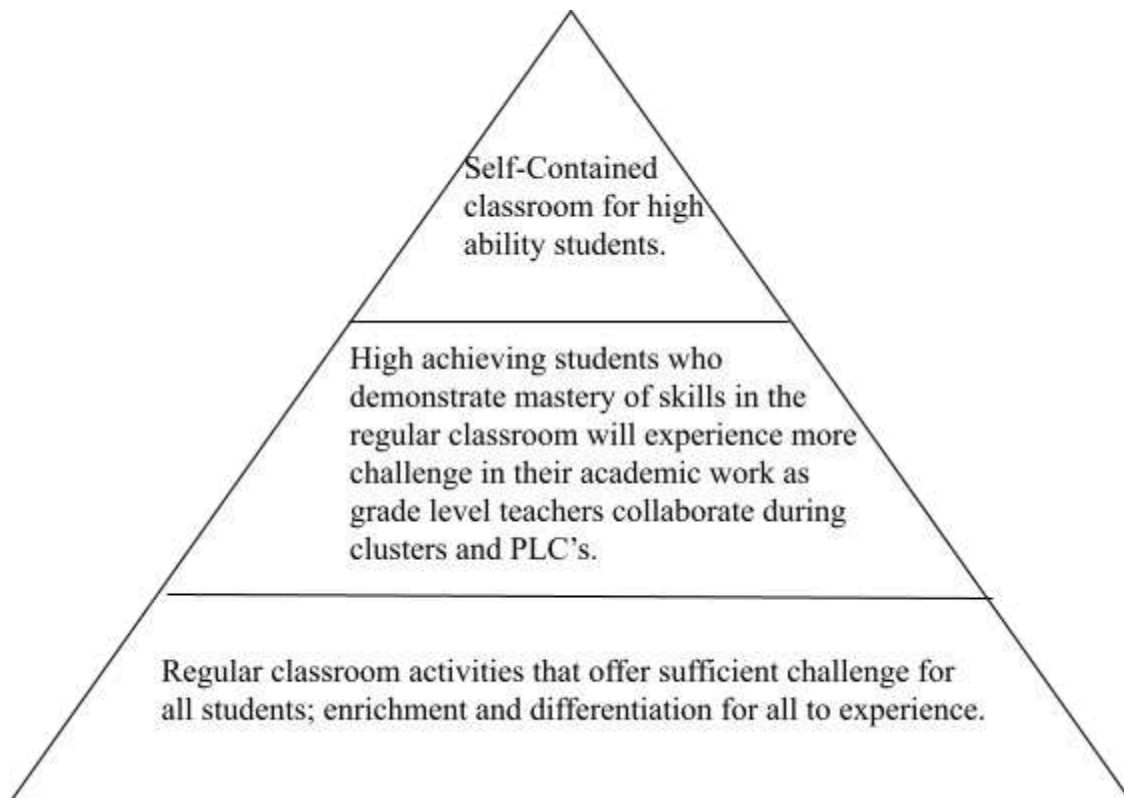 Self-Contained
classroom for high
ability students.
High achieving students who
demonstrate mastery of skills in the
regular classroom will experience more
challenge in their academic work as
grade level teachers collaborate during
clusters and PLC's.
Regular classroom activities that offer sufficient challenge for
all students; enrichment and differentiation for all to experience.